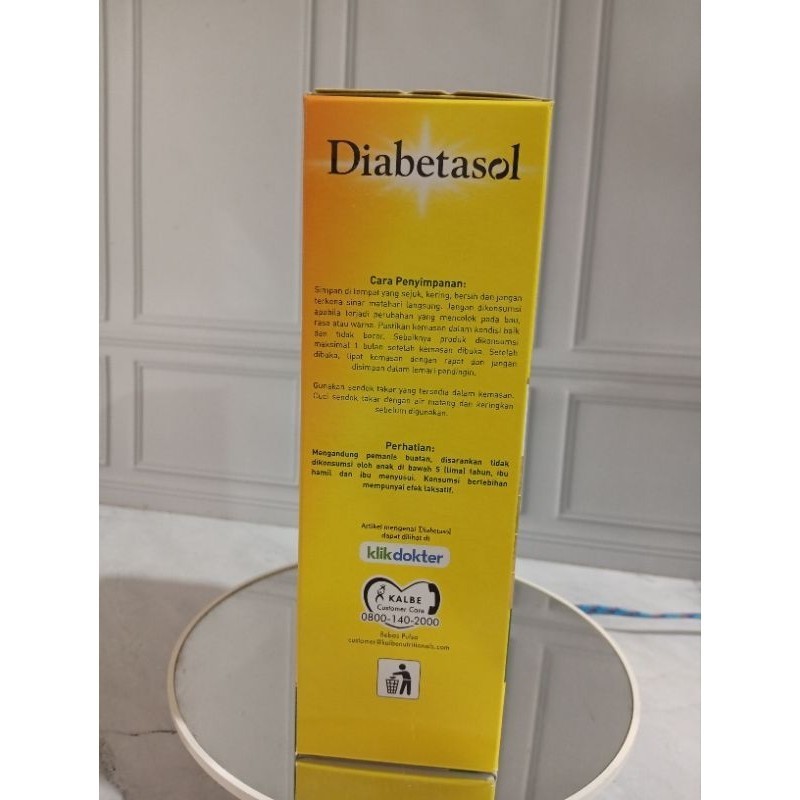 Diabetasol
Cara Penyimpanan:
Simpan di tempat yang sejuk, kering, bersih dan jangan
terkena sinar matahari langsung. Jangan dikonsumsi
apabila terjadi perubahan yang mencolok pada bau,
rasa atau warna. Pastikan kemasan dalam kondisi baik
dan tidak bocor. Sebaiknya produk dikonsumsi
maksimal 1 bulan setelah kemasan dibuka. Setelah
dibuka, lipat kemasan dengan rapat dan jangan
disimpan dalam lemari pendingin.
Gunakan sendok takar yang tersedia dalam kemasan.
Cuci sendok takar dengan air matang dan keringkan
sebelum digunakan.
Perhatian:
Mengandung pemanis buatan, disarankan tidak
dikonsumsi oleh anak di bawah 5 (lima) tahun, ibu
hamil dan ibu menyusui. Konsumsi berlebihan
mempunyai efek laksatif.
Artikel mengenai Diabetasol
dapat dilihat di
klikdokter
KALBE
Customer Care
0800-140-2000
Bebas Pulsa
customer@kalbenutritionals.com